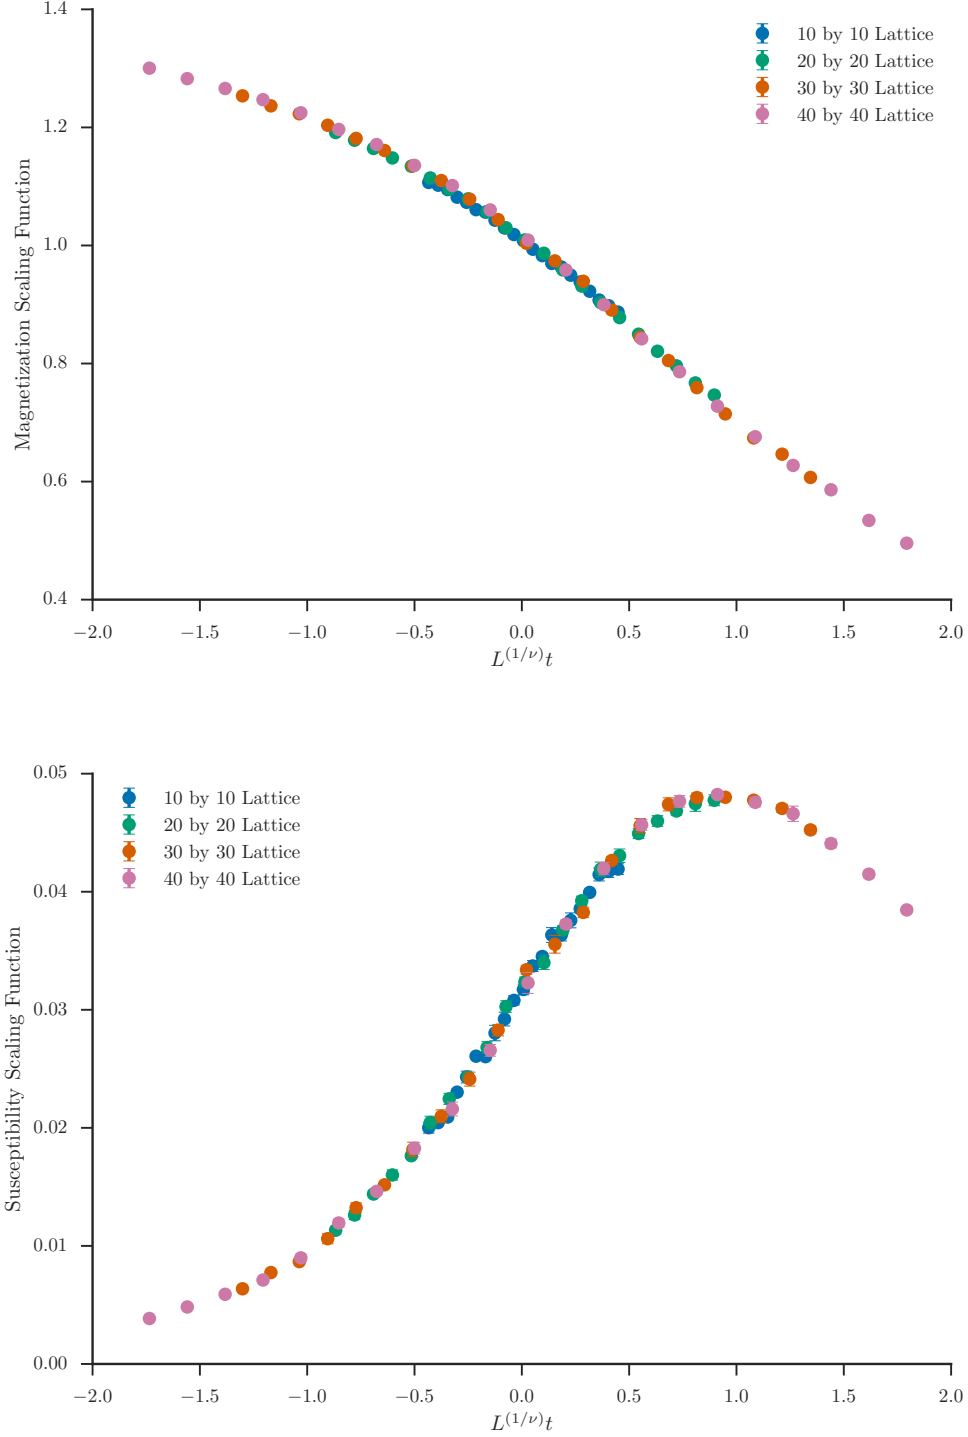 1.4
10 by 10 Lattice
20 by 20 Lattice
30 by 30 Lattice
40 by 40 Lattice
1.2
1.0
0.8
0.6
0.4
Magnetization Scaling Function
−2.0 −1.5 −1.0 −0.5 0.0 0.5 1.0 1.5 2.0
L^{(1/ν)}t
0.05
10 by 10 Lattice
20 by 20 Lattice
30 by 30 Lattice
40 by 40 Lattice
0.04
0.03
0.02
0.01
0.00
Susceptibility Scaling Function
−2.0 −1.5 −1.0 −0.5 0.0 0.5 1.0 1.5 2.0
L^{(1/ν)}t